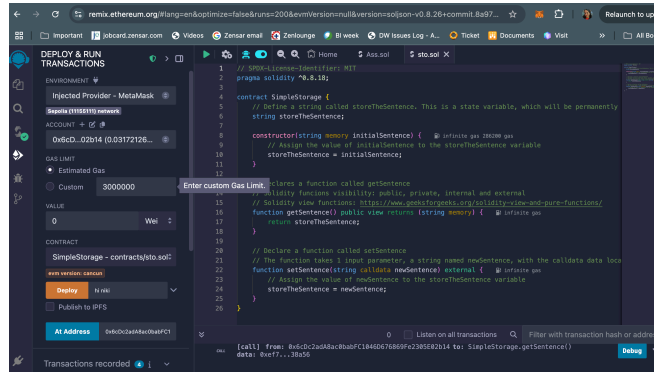 remix.ethereum.org/#lang=en&optimize=false&runs=200&evmVersion=null&version=soljson-v0.8.26+commit.8a97...
Relaunch to up
Important
jobcard.zensar.com
Videos
Zensar email
Zenlounge
BI week
DW Issues Log - A...
Ticket
Documents
Visit
All Bo
DEPLOY & RUN
TRANSACTIONS
Home
Ass.sol
sto.sol
ENVIRONMENT
Injected Provider - MetaMask
Sepolia (11155111) network
ACCOUNT
0x6cD...02b14 (0.03172126...
GAS LIMIT
Estimated Gas
Custom
3000000
Enter custom Gas Limit.
VALUE
0
Wei
CONTRACT
SimpleStorage - contracts/sto.sol
evm version: cancun
Deploy
hi niki
Publish to IPFS
At Address
0x6cDc2adA8ac0babFC1
Transactions recorded
4
i
1 // SPDX-License-Identifier: MIT
2 pragma solidity ^0.8.18;
3
4 contract SimpleStorage {
5 // Define a string called storeTheSentence. This is a state variable, which will be permanently
6 string storeTheSentence;
7
8 constructor(string memory initialSentence) { infinite gas 286200 gas
9 // Assign the value of initialSentence to the storeTheSentence variable
10 storeTheSentence = initialSentence;
11 }
12
eclares a function called getSentence
olidity funcions visibility: public, private, internal and external
15 // Solidity view functions: https://www.geeksforgeeks.org/solidity-view-and-pure-functions/
16 function getSentence() public view returns (string memory) { infinite gas
17 return storeTheSentence;
18 }
19
20 // Declare a function called setSentence
21 // The function takes 1 input parameter, a string named newSentence, with the calldata data loca
22 function setSentence(string calldata newSentence) external { infinite gas
23 // Assign the value of newSentence to the storeTheSentence variable
24 storeTheSentence = newSentence;
25 }
26 }
0
Listen on all transactions
Filter with transaction hash or addre
CALL
[call] from: 0x6cDc2adA8ac0babFC1046D676869Fe2305E02b14 to: SimpleStorage.getSentence()
data: 0xef7...38a56
Debug